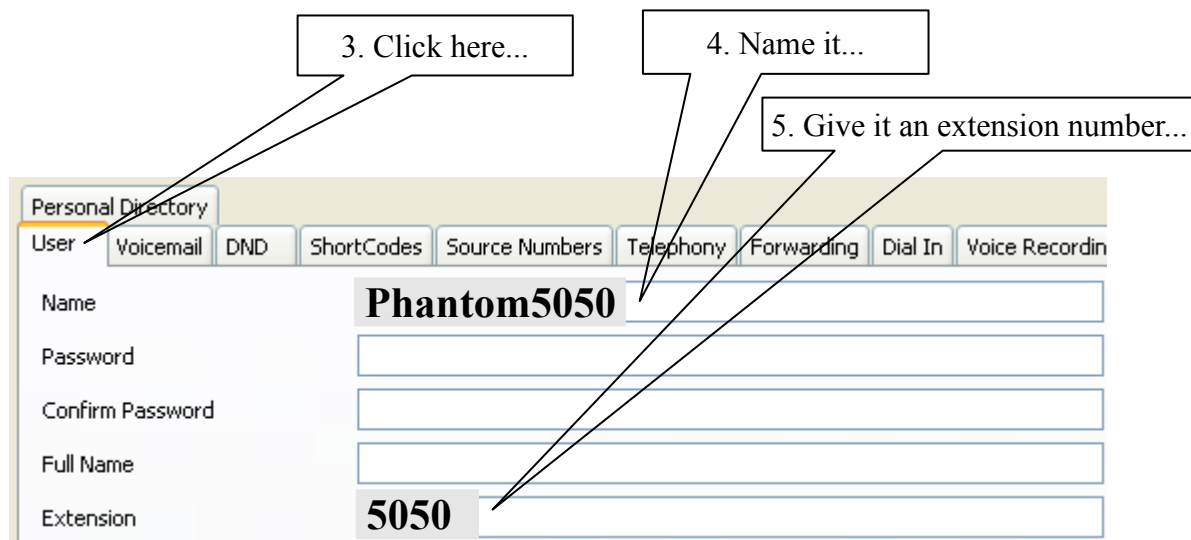 3. Click here...
4. Name it...
5. Give it an extension number...
Personal Directory
User Voicemail DND ShortCodes Source Numbers Telephony Forwarding Dial In Voice Recordin
Name Phantom5050
Password
Confirm Password
Full Name
Extension 5050